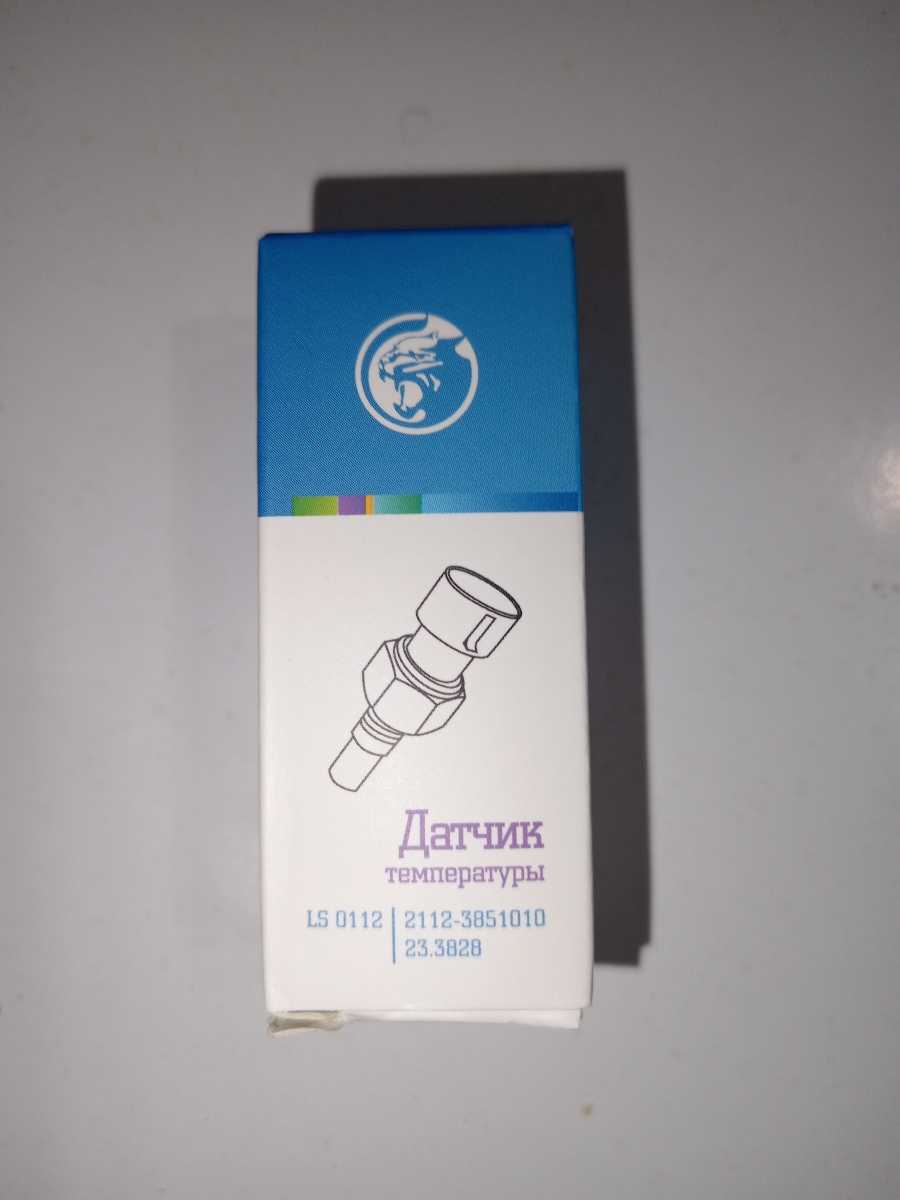 Датчик
температуры
LS 0112
2112-3851010
23.3828